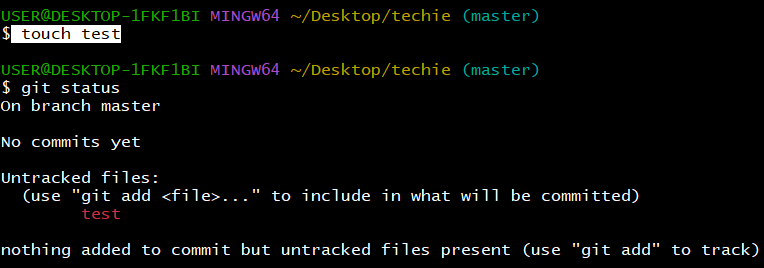 USER@DESKTOP-1FKF1BI MINGW64 ~/Desktop/techie (master)
$ touch test
USER@DESKTOP-1FKF1BI MINGW64 ~/Desktop/techie (master)
$ git status
On branch master
No commits yet
Untracked files:
  (use "git add <file>..." to include in what will be committed)
        test
nothing added to commit but untracked files present (use "git add" to track)